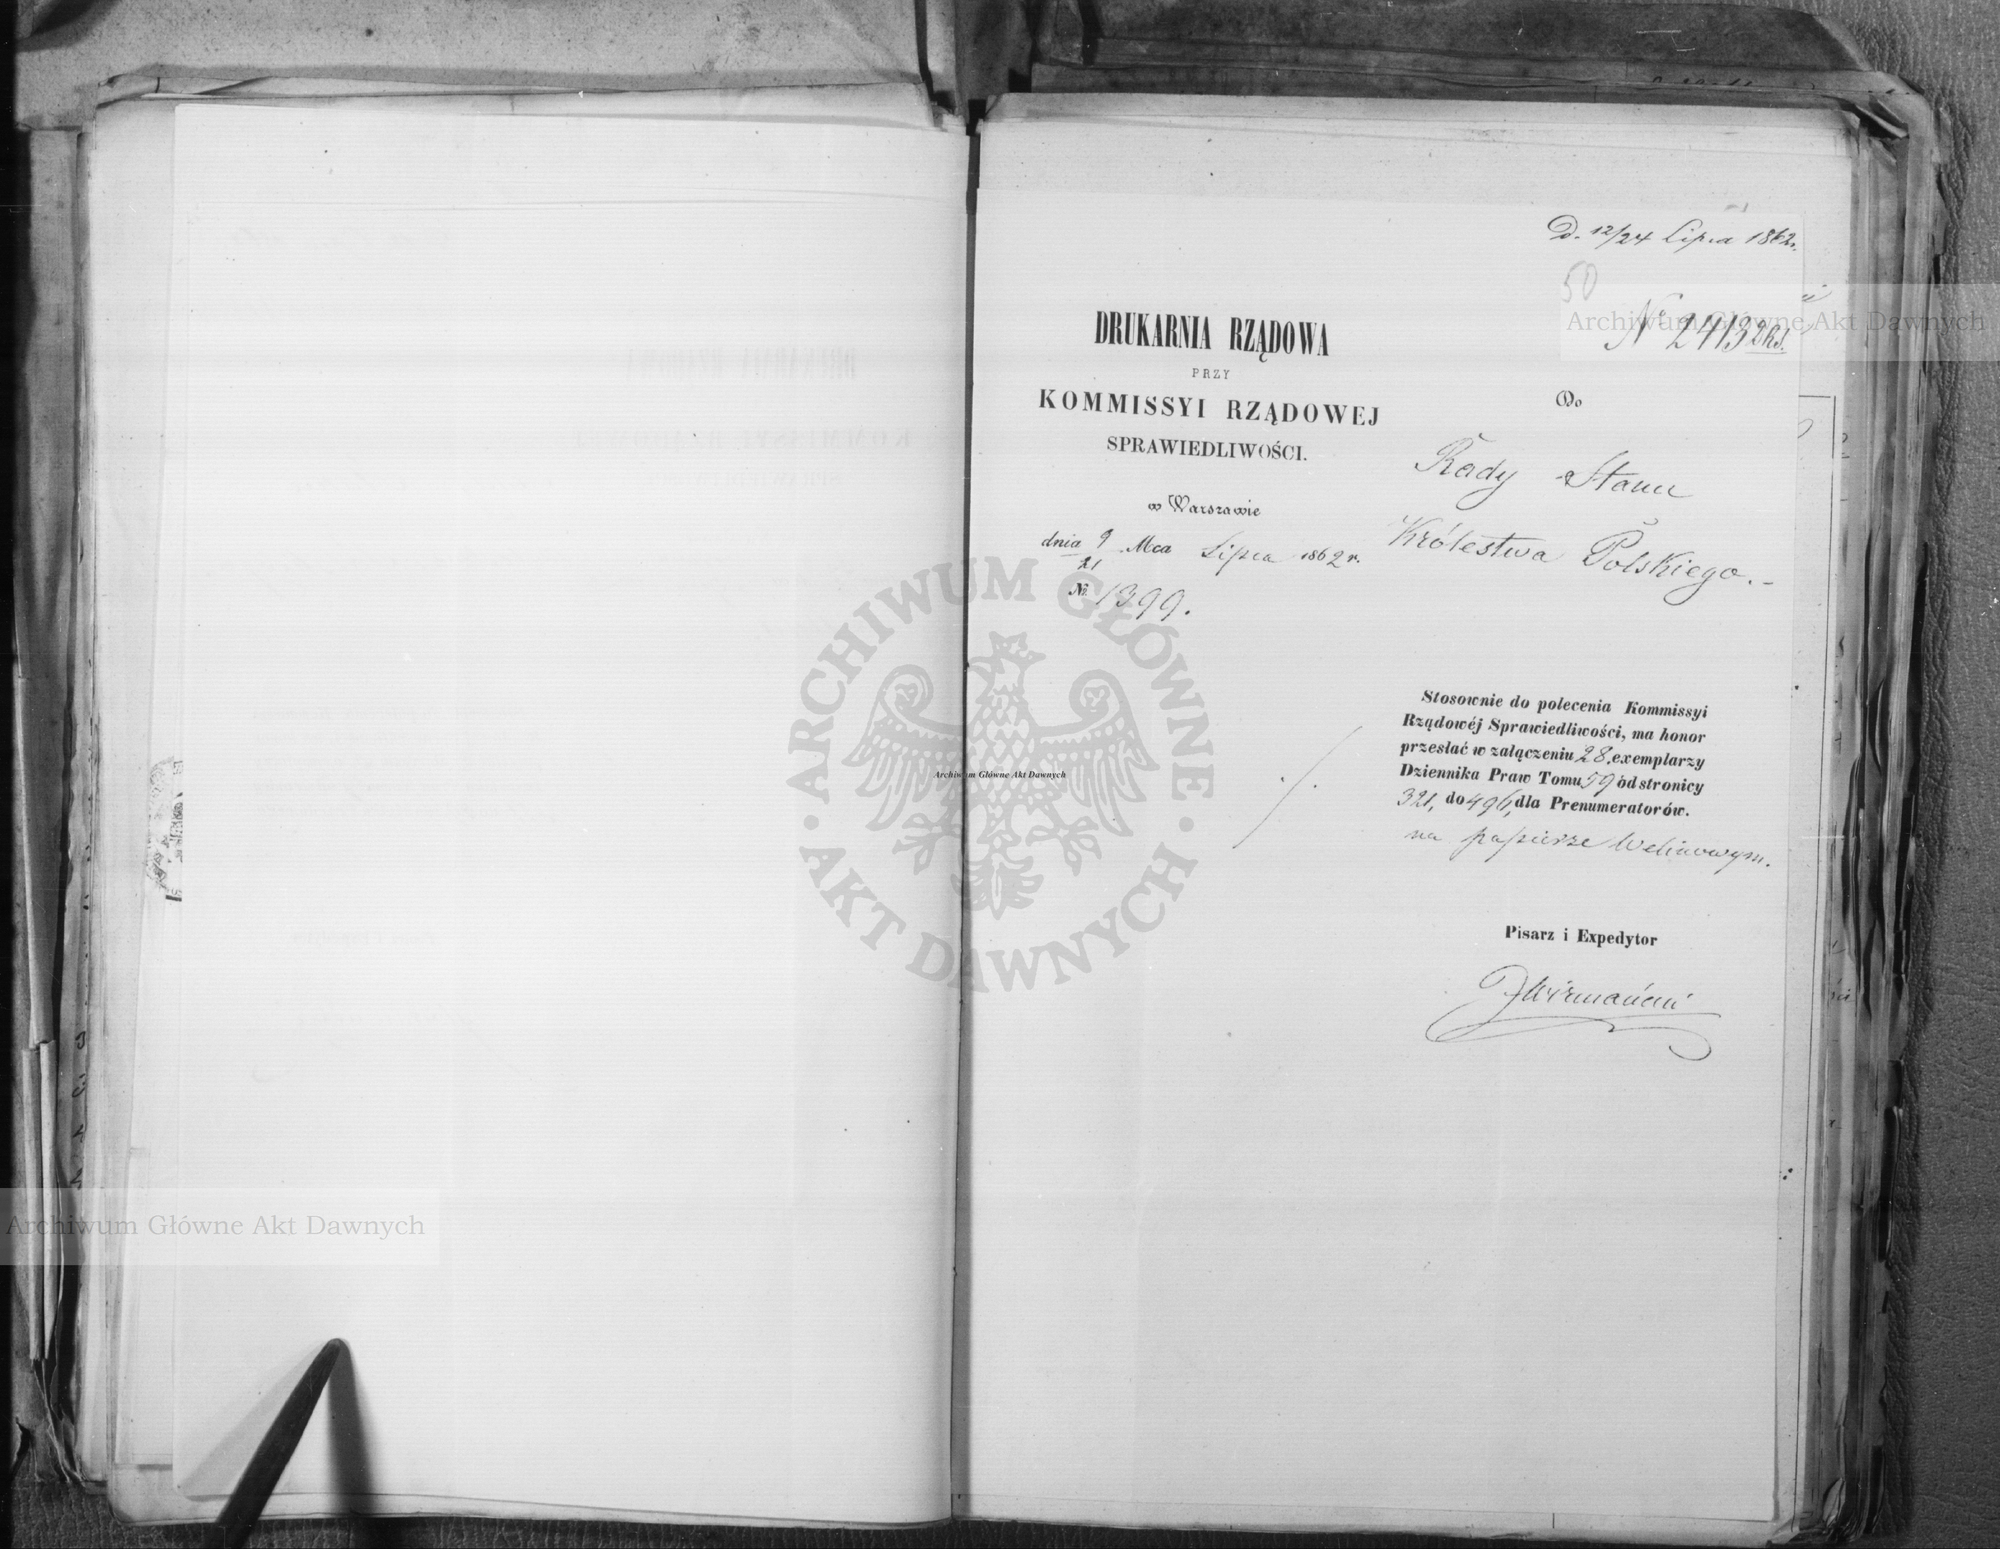 D. 12/24 Lipca 1862 r.
50
№ 2413
DRUKARNIA RZĄDOWA
PRZY
KOMMISSYI RZĄDOWEJ
SPRAWIEDLIWOŚCI.
w Warszawie
dnia 9/21 Mca Lipca 1862 r.
№ 1399.
Do
Rady Stanu
Królestwa Polskiego.-
Stosownie do polecenia Kommissyi
Rządowéj Sprawiedliwości, ma honor
przesłać w załączeniu 28. exemplarzy
Dziennika Praw Tomu 59 od stronicy
321, do 496, dla Prenumeratorów.
na papierze Welinowym.
Pisarz i Expedytor
Archiwum Główne Akt Dawnych
ARCHIWUM GŁÓWNE · AKT DAWNYCH ·
Archiwum Główne Akt Dawnych
Archiwum Główne Akt Dawnych